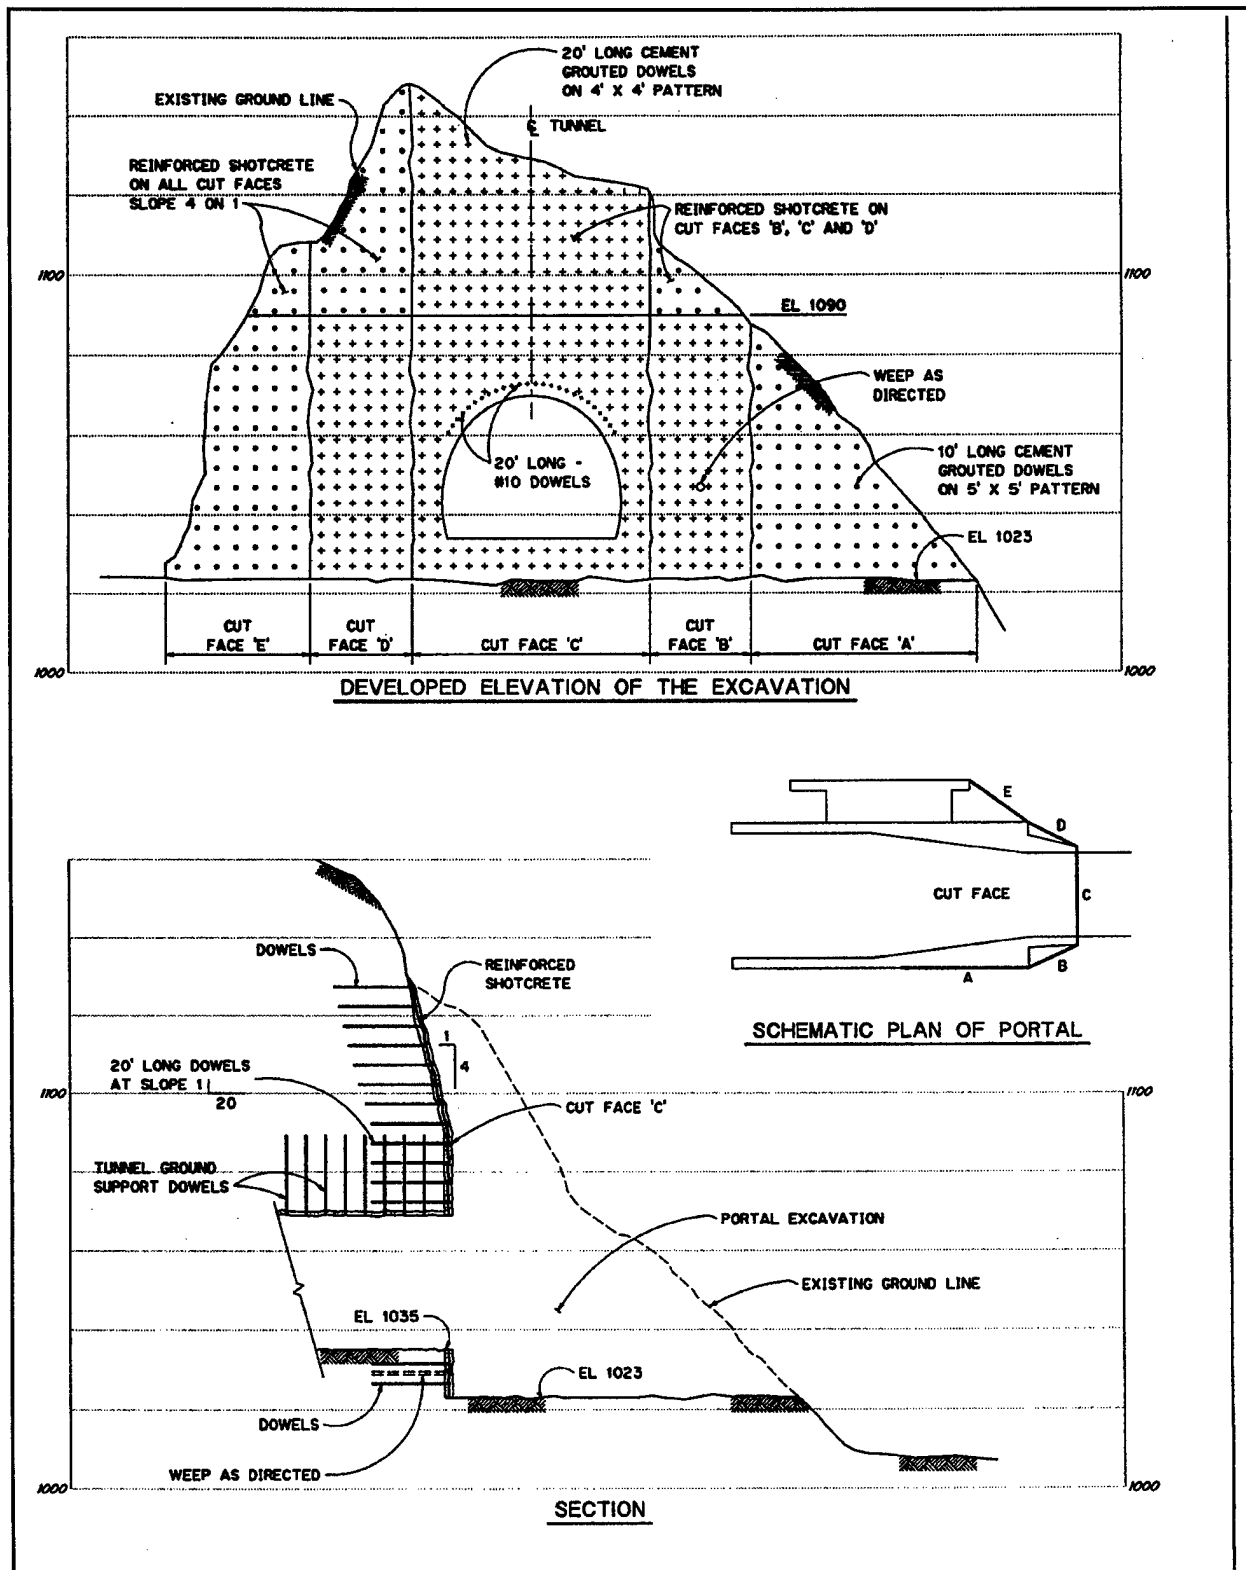 20' LONG CEMENT
GROUTED DOWELS
ON 4' X 4' PATTERN
EXISTING GROUND LINE
℄ TUNNEL
REINFORCED SHOTCRETE
ON ALL CUT FACES
SLOPE 4 ON 1
REINFORCED SHOTCRETE ON
CUT FACES 'B', 'C' AND 'D'
1100
1100
EL 1090
WEEP AS
DIRECTED
20' LONG -
#10 DOWELS
10' LONG CEMENT
GROUTED DOWELS
ON 5' X 5' PATTERN
EL 1023
CUT
FACE 'E'
CUT
FACE 'D'
CUT FACE 'C'
CUT
FACE 'B'
CUT FACE 'A'
1000
1000
DEVELOPED ELEVATION OF THE EXCAVATION
E
D
CUT FACE
C
A
B
SCHEMATIC PLAN OF PORTAL
DOWELS
REINFORCED
SHOTCRETE
1
4
20' LONG DOWELS
AT SLOPE 1
20
1100
1100
CUT FACE 'C'
TUNNEL GROUND
SUPPORT DOWELS
PORTAL EXCAVATION
EXISTING GROUND LINE
EL 1035
EL 1023
DOWELS
WEEP AS DIRECTED
1000
1000
SECTION